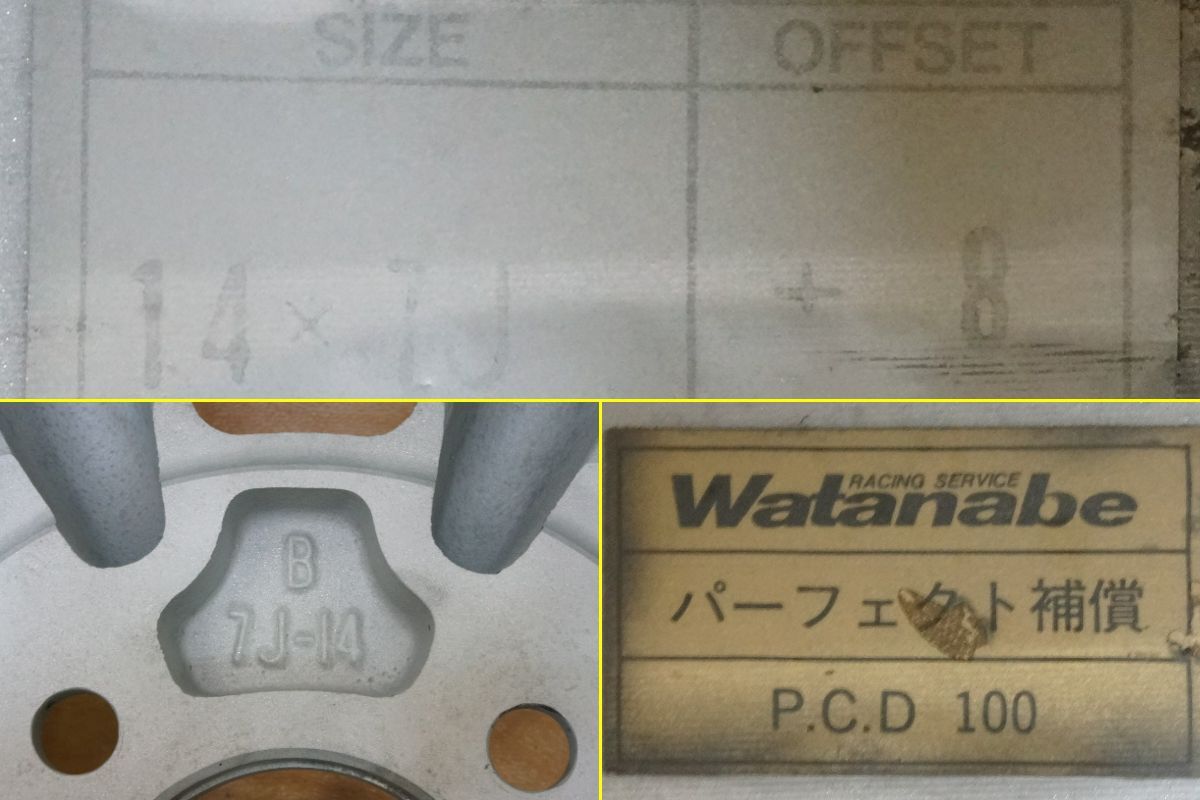 SIZE OFFSET
14×7J + 8
B
7J-14
RACING SERVICE
Watanabe
パーフェクト補償
P.C.D 100